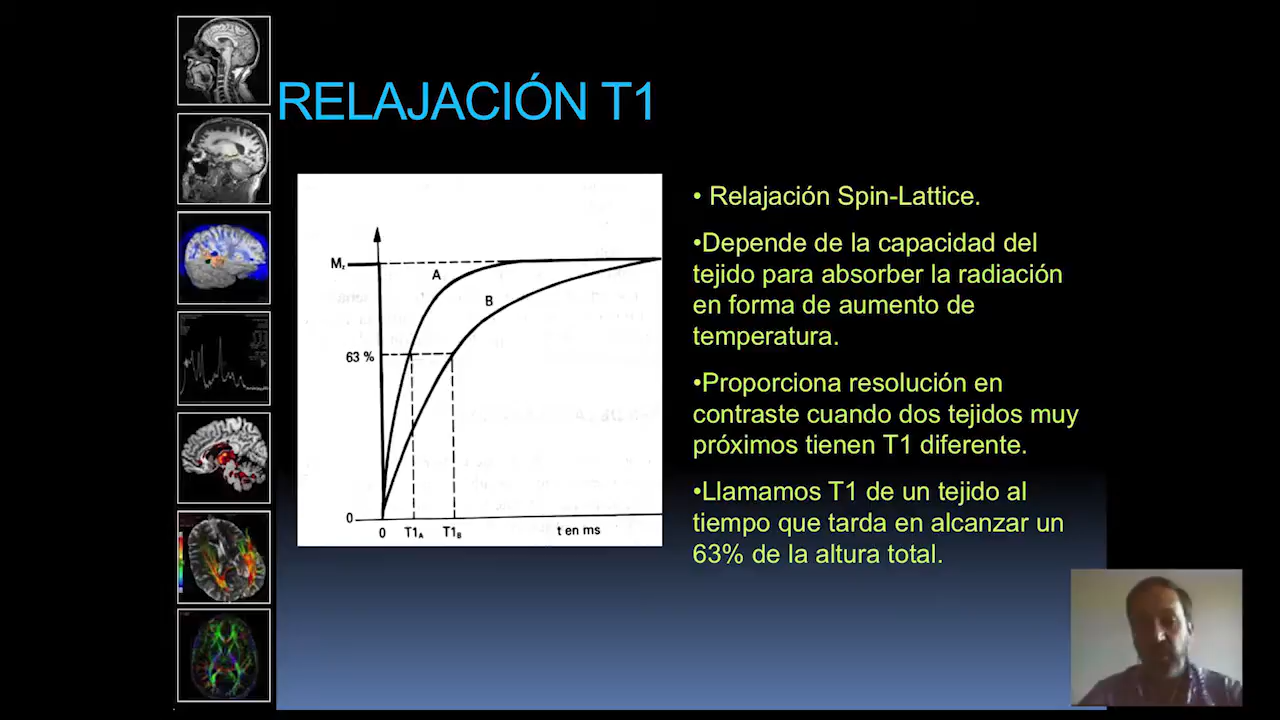 RELAJACIÓN T1
Mz
A
B
63 %
0
0
T1A
T1B
t en ms
• Relajación Spin-Lattice.
•Depende de la capacidad del
tejido para absorber la radiación
en forma de aumento de
temperatura.
•Proporciona resolución en
contraste cuando dos tejidos muy
próximos tienen T1 diferente.
•Llamamos T1 de un tejido al
tiempo que tarda en alcanzar un
63% de la altura total.